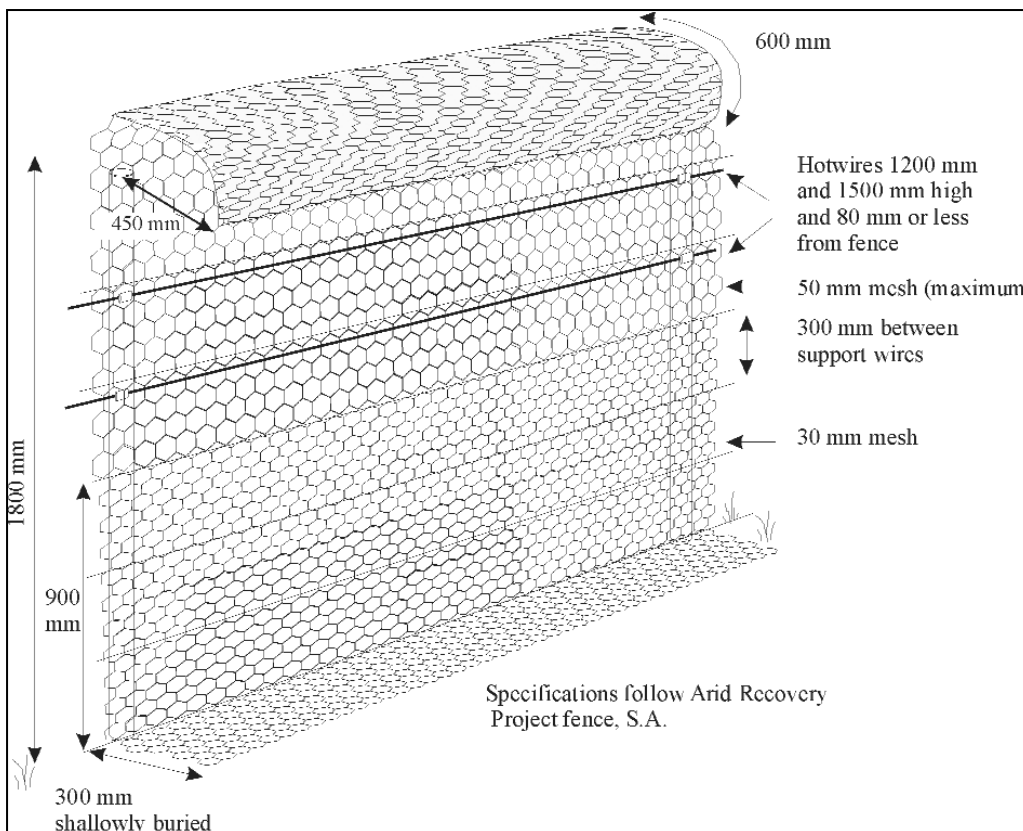 600 mm
Hotwires 1200 mm
and 1500 mm high
and 80 mm or less
from fence
450 mm
50 mm mesh (maximum
300 mm between
support wires
30 mm mesh
1800 mm
900
mm
Specifications follow Arid Recovery
Project fence, S.A.
300 mm
shallowly buried